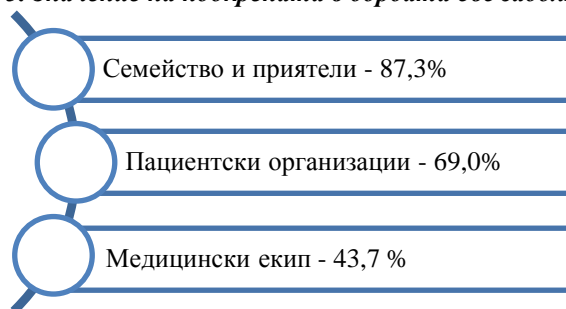 Семейство и приятели - 87,3%
Пациентски организации - 69,0%
Медицински екип - 43,7 %